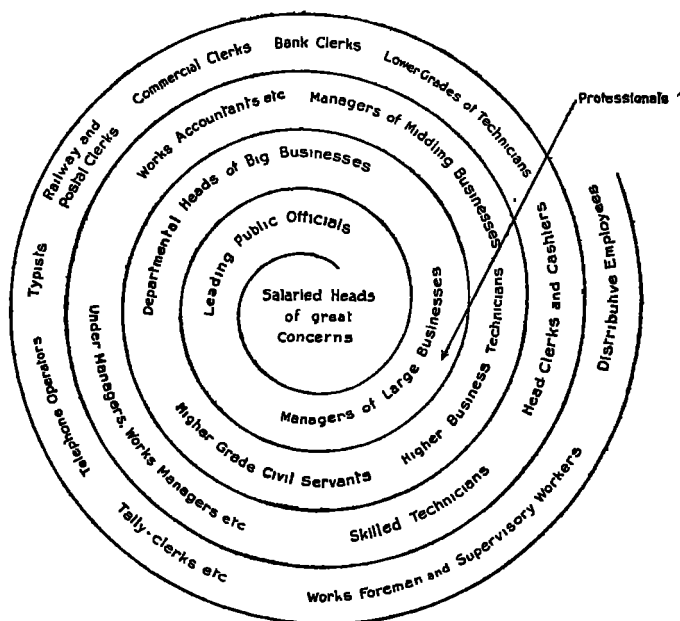 Salaried Heads
of great
Concerns
Leading Public Officials
Managers of Large Businesses
Departmental Heads of Big Businesses
Higher Grade Civil Servants
Higher Business Technicians
Managers of Middling Businesses
Works Accountants etc
Under Managers, Works Managers etc
Skilled Technicians
Head Clerks and Cashiers
Lower Grades of Technicians
Bank Clerks
Commercial Clerks
Railway and
Postal Clerks
Typists
Telephone Operators
Tally-clerks etc
Works Foreman and Supervisory Workers
Distributive Employees
Professionals